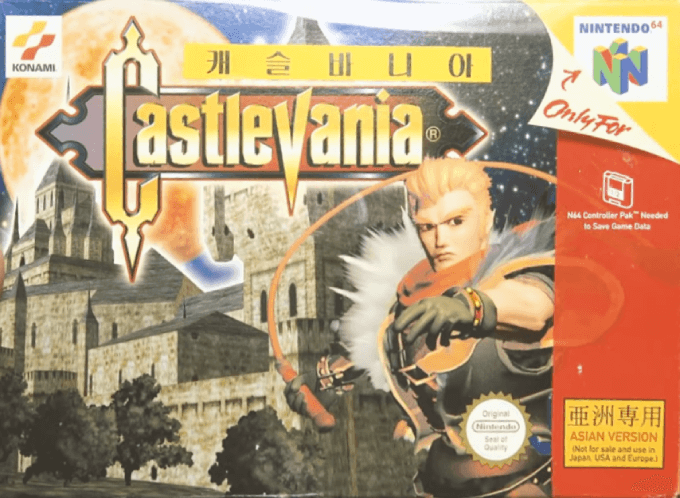 KONAMI
캐슬바니아
Castlevania®
NINTENDO 64
N
Only For
N64 Controller Pak™ Needed
to Save Game Data
Original
Nintendo
Seal of
Quality
亜洲専用
ASIAN VERSION
(Not for sale and use in
Japan, USA and Europe.)